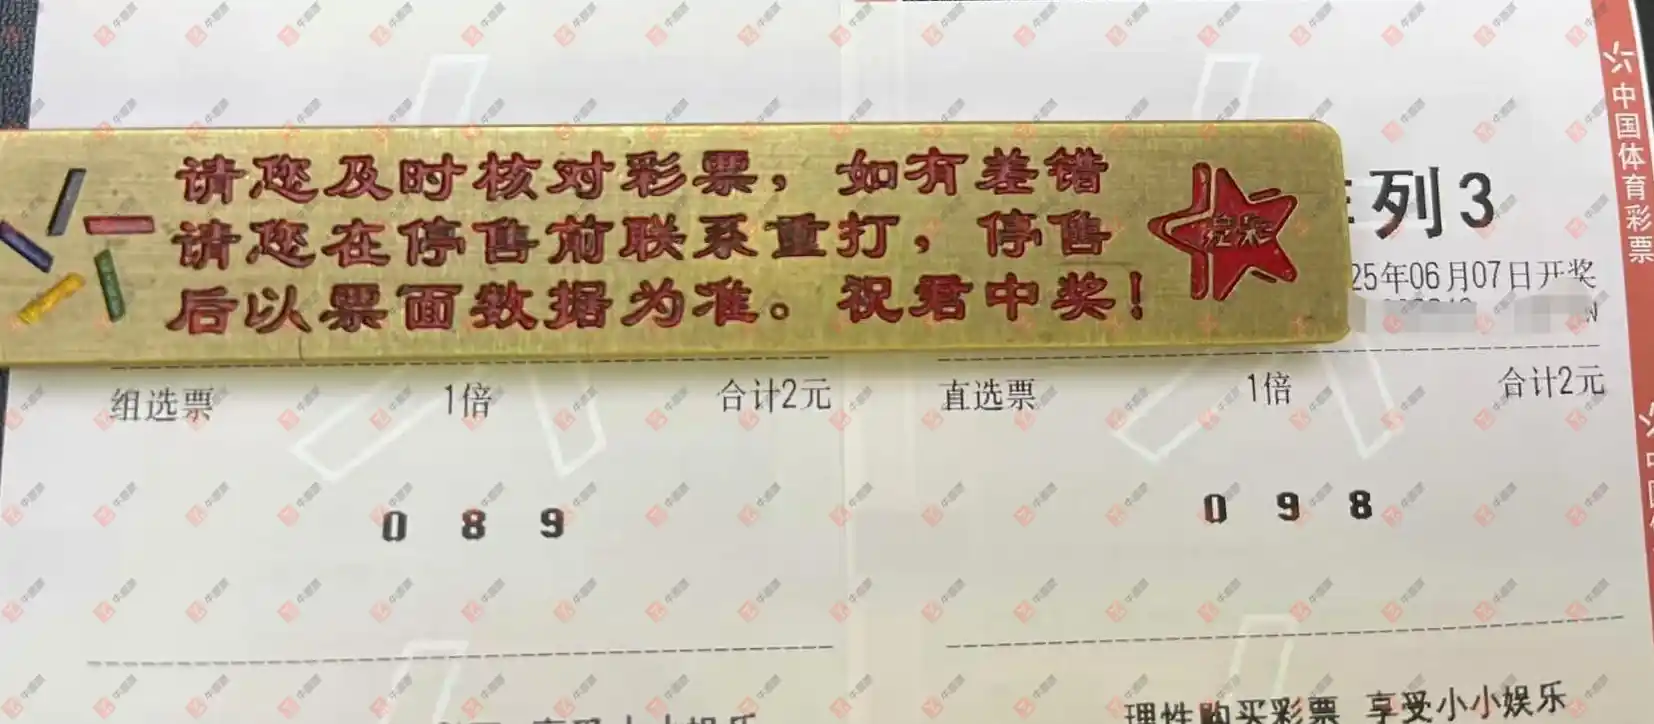 请您及时核对彩票，如有差错
请您在停售前联系重打，停售
后以票面数据为准。祝君中奖！
列3
25年06月07日开奖
组选票 1倍 合计2元
直选票 1倍 合计2元
0 8 9
0 9 8
理性购买彩票 享受小小娱乐
中国体育彩票